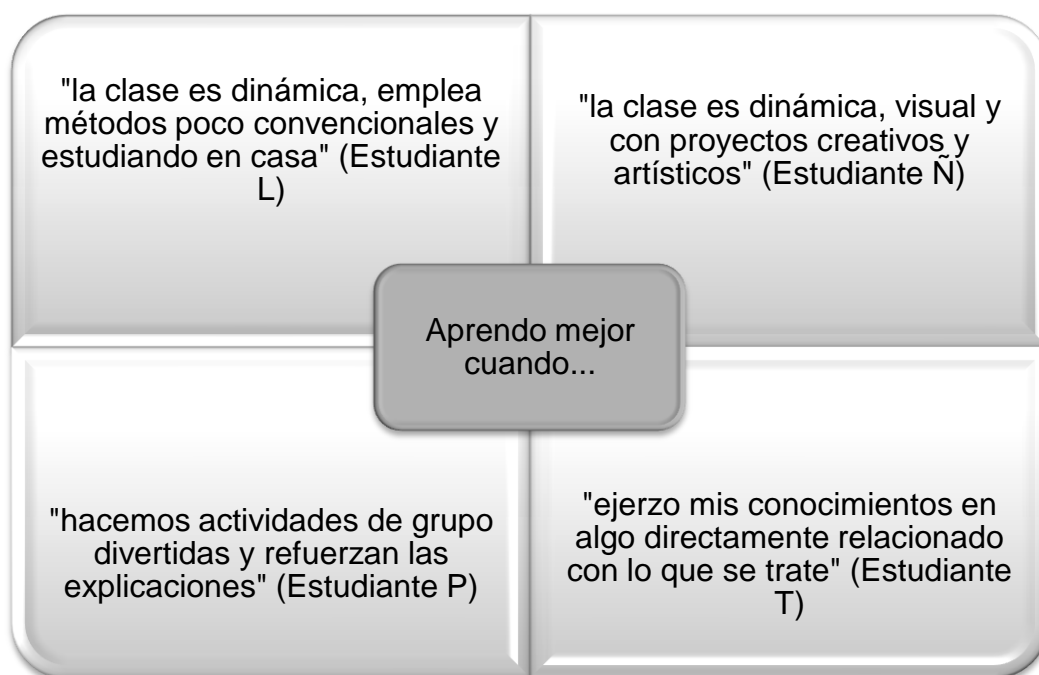 "la clase es dinámica, emplea
métodos poco convencionales y
estudiando en casa" (Estudiante
L)
"la clase es dinámica, visual y
con proyectos creativos y
artísticos" (Estudiante Ñ)
Aprendo mejor
cuando...
"hacemos actividades de grupo
divertidas y refuerzan las
explicaciones" (Estudiante P)
"ejerzo mis conocimientos en
algo directamente relacionado
con lo que se trate" (Estudiante
T)